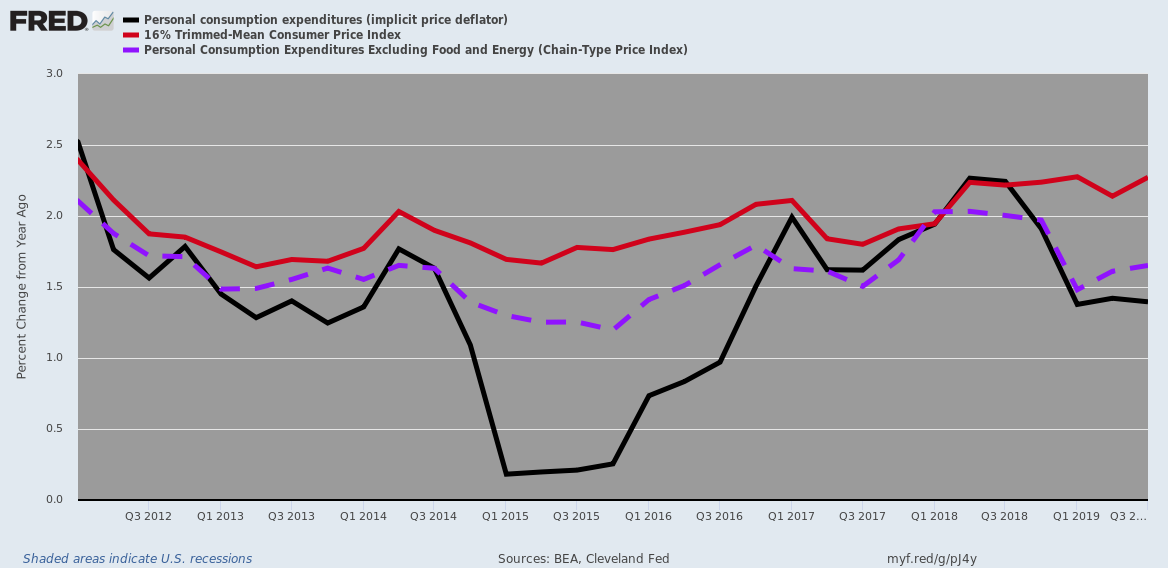 FRED
Personal consumption expenditures (implicit price deflator)
16% Trimmed-Mean Consumer Price Index
Personal Consumption Expenditures Excluding Food and Energy (Chain-Type Price Index)
Percent Change from Year Ago
3.0
2.5
2.0
1.5
1.0
0.5
0.0
Q3 2012 Q1 2013 Q3 2013 Q1 2014 Q3 2014 Q1 2015 Q3 2015 Q1 2016 Q3 2016 Q1 2017 Q3 2017 Q1 2018 Q3 2018 Q1 2019 Q3 2...
Shaded areas indicate U.S. recessions Sources: BEA, Cleveland Fed myf.red/g/pJ4y